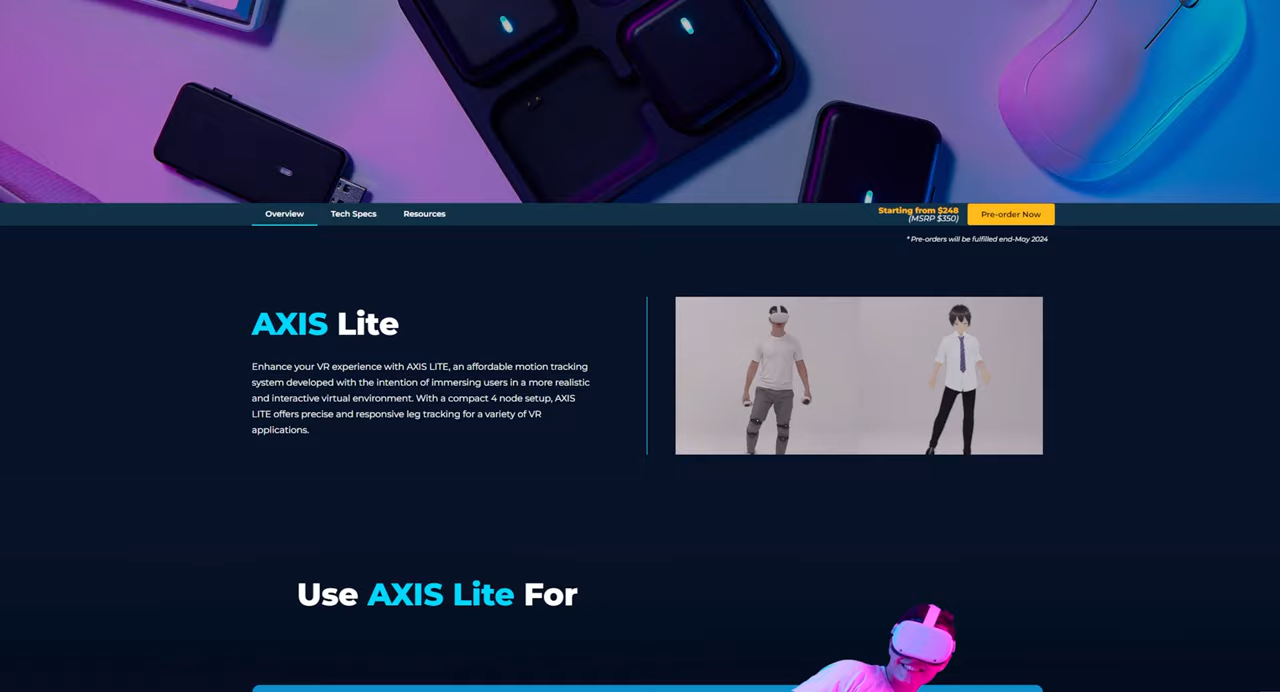 Overview
Tech Specs
Resources
Starting from $248
(MSRP $350)
Pre-order Now
* Pre-orders will be fulfilled end-May 2024
AXIS Lite
Enhance your VR experience with AXIS LITE, an affordable motion tracking
system developed with the intention of immersing users in a more realistic
and interactive virtual environment. With a compact 4 node setup, AXIS
LITE offers precise and responsive leg tracking for a variety of VR
applications.
Use AXIS Lite For